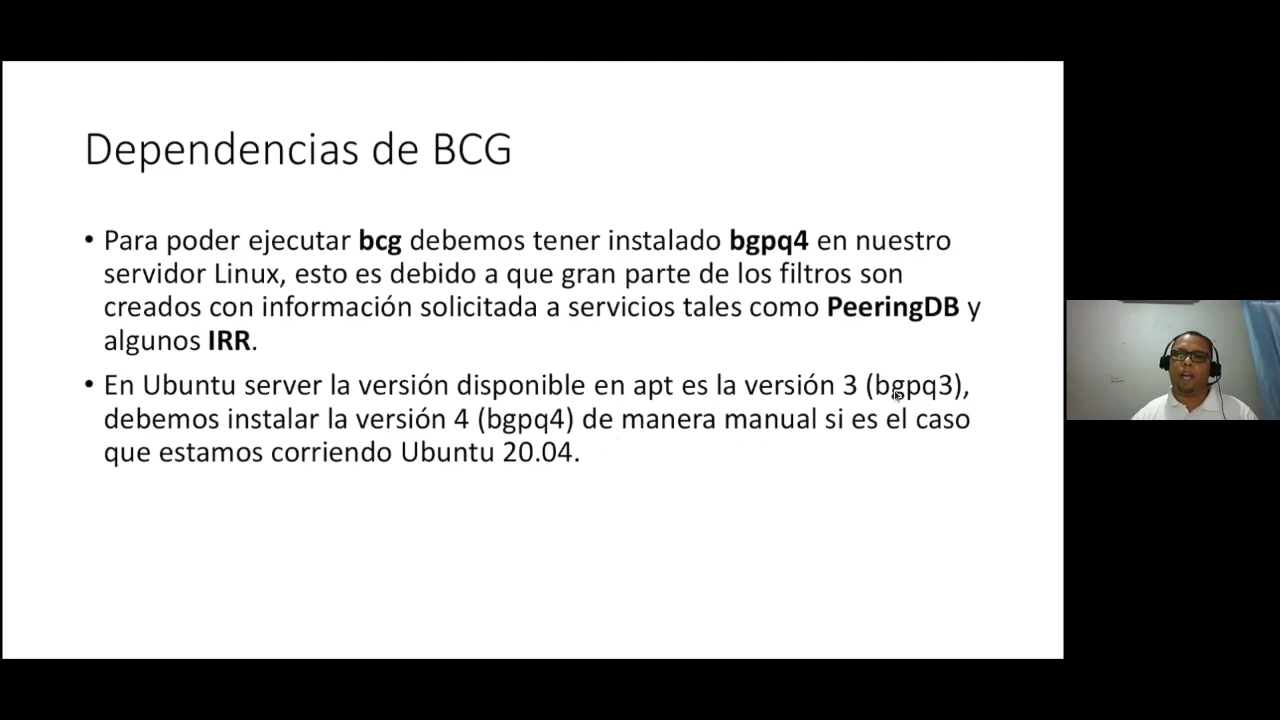 Dependencias de BCG
• Para poder ejecutar bcg debemos tener instalado bgpq4 en nuestro
servidor Linux, esto es debido a que gran parte de los filtros son
creados con información solicitada a servicios tales como PeeringDB y
algunos IRR.
• En Ubuntu server la versión disponible en apt es la versión 3 (bgpq3),
debemos instalar la versión 4 (bgpq4) de manera manual si es el caso
que estamos corriendo Ubuntu 20.04.